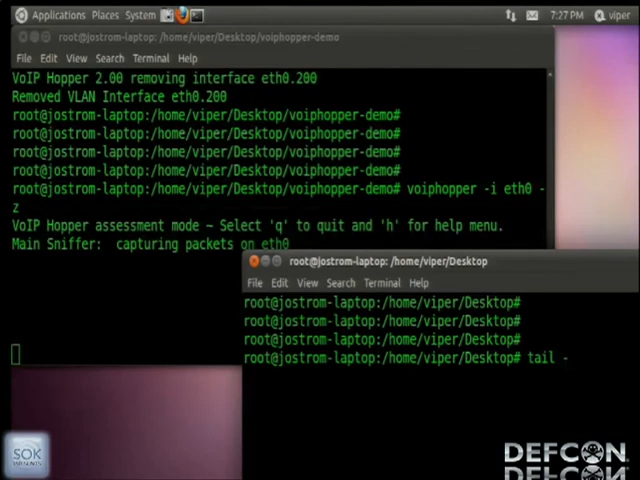 Applications Places System 7:27 PM viper
root@jostrom-laptop: /home/viper/Desktop/voiphopper-demo
File Edit View Search Terminal Help
VoIP Hopper 2.00 removing interface eth0.200
Removed VLAN Interface eth0.200
root@jostrom-laptop:/home/viper/Desktop/voiphopper-demo#
root@jostrom-laptop:/home/viper/Desktop/voiphopper-demo#
root@jostrom-laptop:/home/viper/Desktop/voiphopper-demo#
root@jostrom-laptop:/home/viper/Desktop/voiphopper-demo#
root@jostrom-laptop:/home/viper/Desktop/voiphopper-demo# voiphopper -i eth0 -
z
VoIP Hopper assessment mode ~ Select 'q' to quit and 'h' for help menu.
Main Sniffer:  capturing packets on eth0
root@jostrom-laptop: /home/viper/Desktop
File Edit View Search Terminal Help
root@jostrom-laptop:/home/viper/Desktop#
root@jostrom-laptop:/home/viper/Desktop#
root@jostrom-laptop:/home/viper/Desktop#
root@jostrom-laptop:/home/viper/Desktop# tail -
SOK
DEFCON